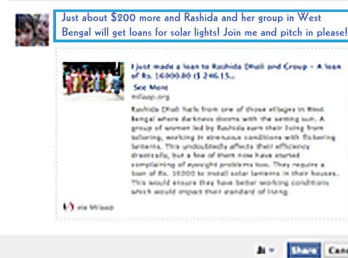 Just about $200 more and Rashida and her group in West
Bengal will get loans for solar lights! Join me and pitch in please!
I just made a loan to Rashida Dhali and Group - A loan
of Rs. 16000.00 ($ 246.15...
See More
milaap.org
Rashida Dhali hails from one of those villages in West
Bengal where darkness dooms with the setting sun. A
group of women led by Rashida earn their living from
tailoring, working in strenuous conditions with flickering
lanterns. This undoubtedly affects their efficiency
drastically, but a few of them now have started
complaining of eyesight problems too. They require a
loan of Rs. 16000 to install solar lanterns in their houses.
This would ensure they have better working conditions
which would impact their standard of living.
via Milaap
Share